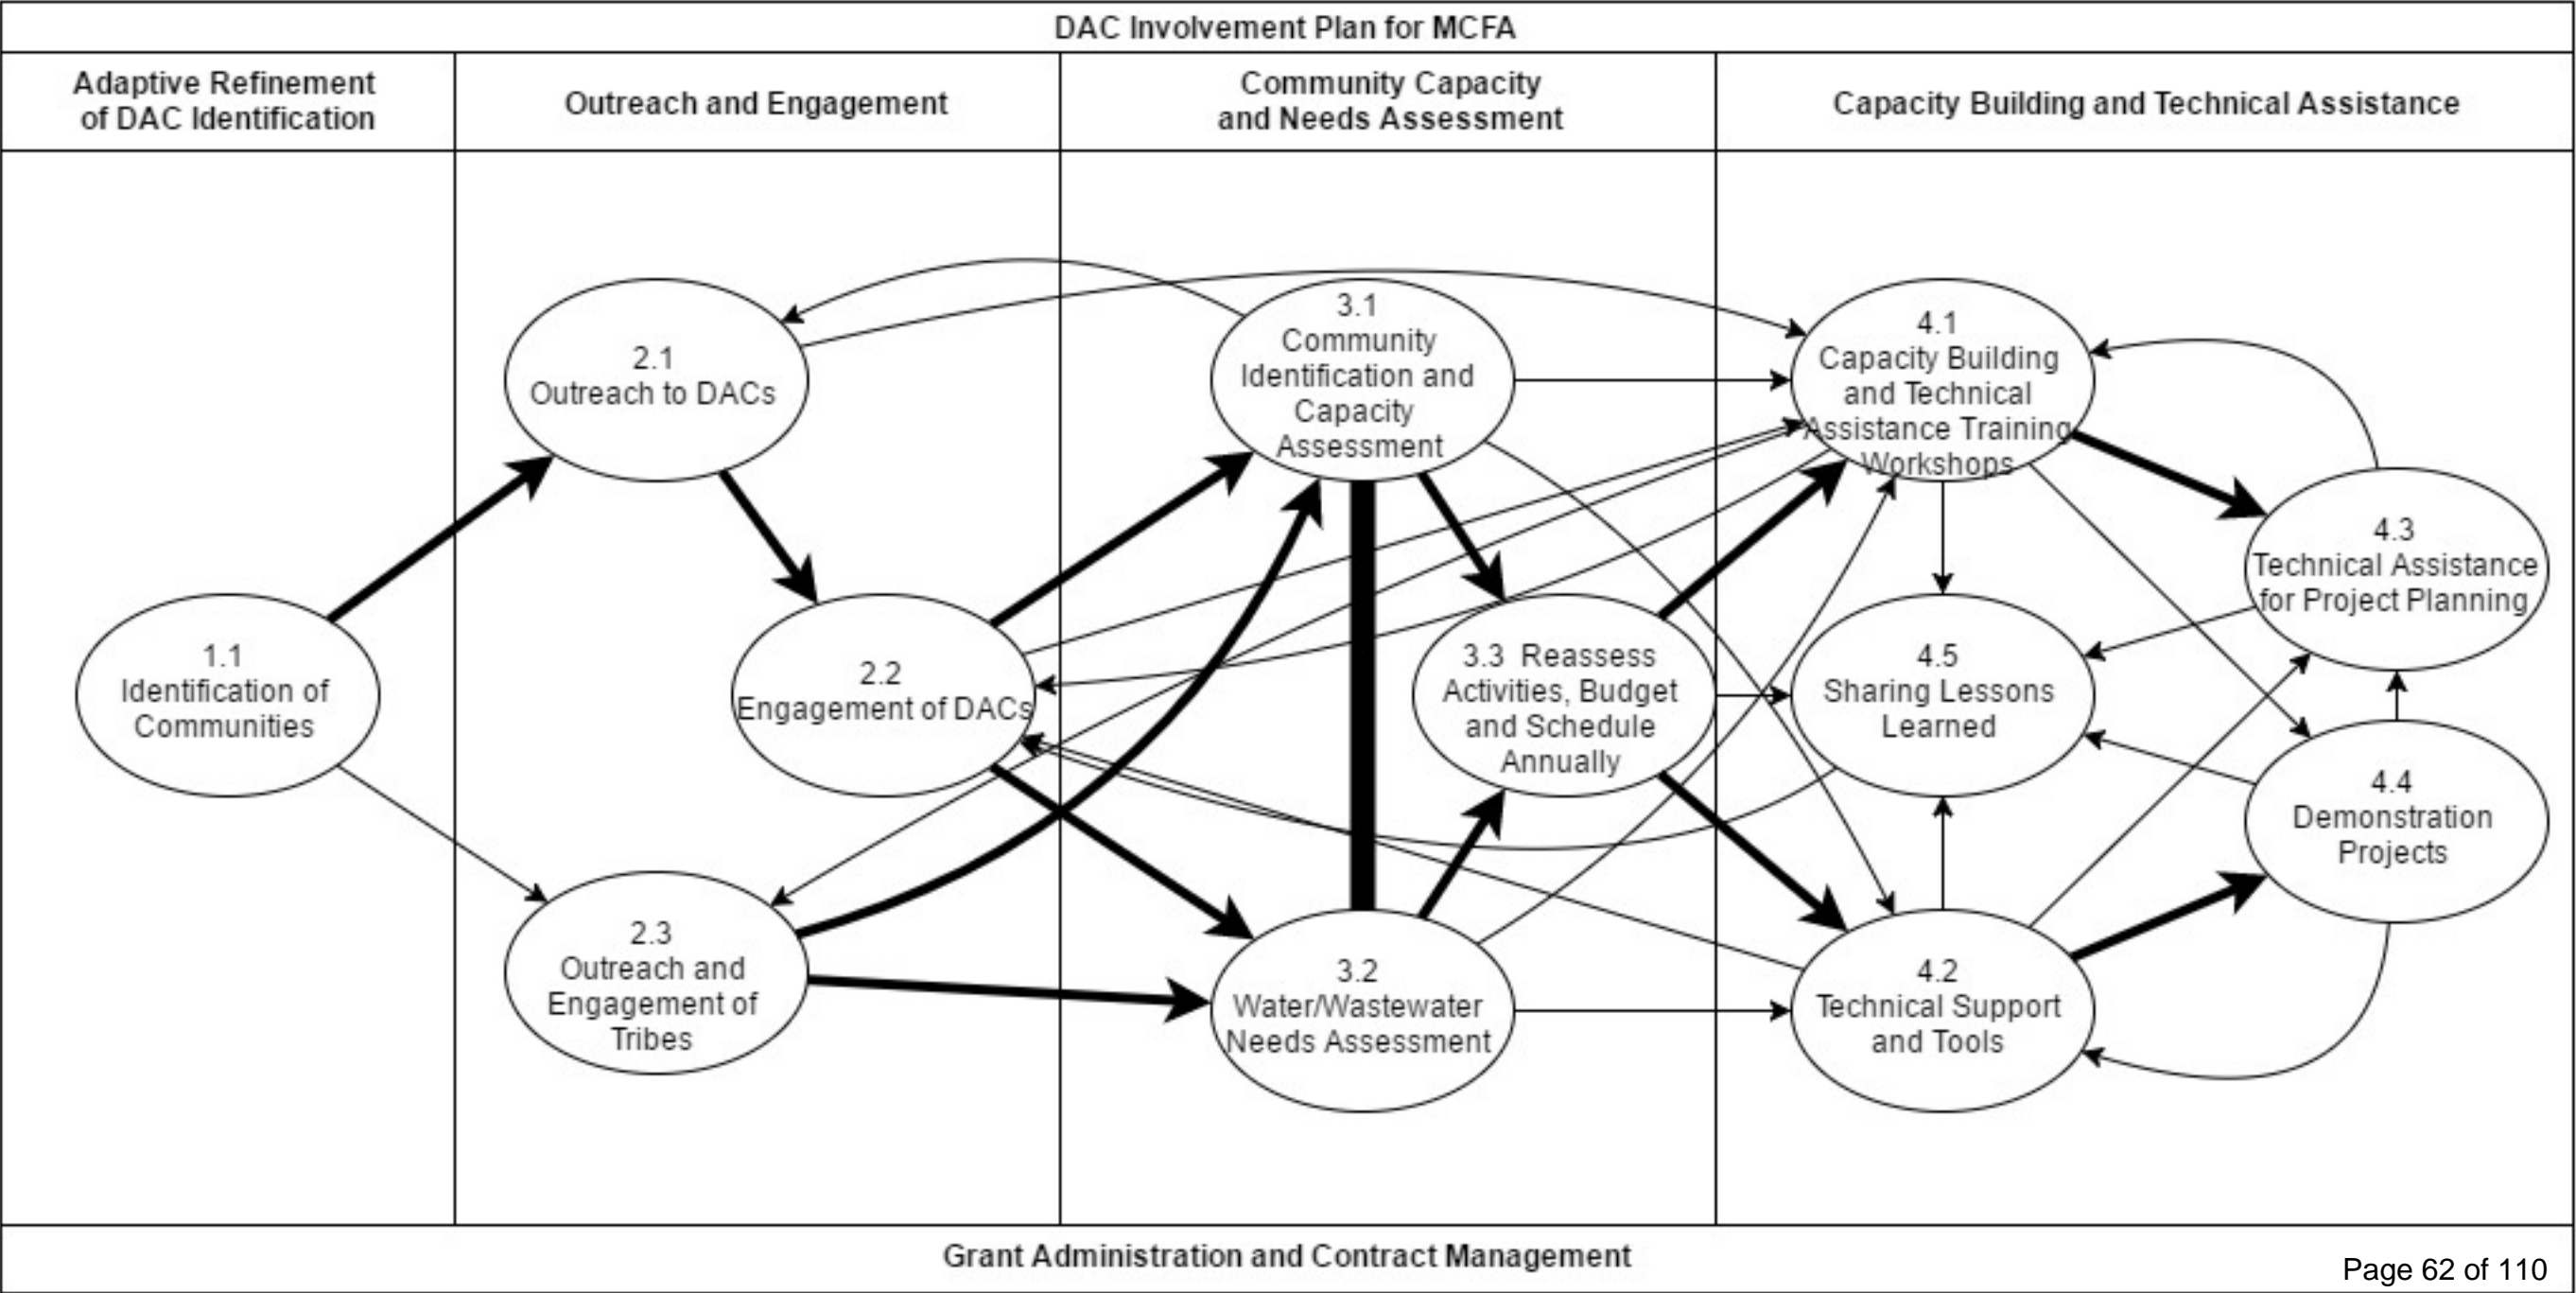 DAC Involvement Plan for MCFA
Adaptive Refinement
of DAC Identification
Outreach and Engagement
Community Capacity
and Needs Assessment
Capacity Building and Technical Assistance
1.1
Identification of
Communities
2.1
Outreach to DACs
2.2
Engagement of DACs
2.3
Outreach and
Engagement of
Tribes
3.1
Community
Identification and
Capacity
Assessment
3.3 Reassess
Activities, Budget
and Schedule
Annually
3.2
Water/Wastewater
Needs Assessment
4.1
Capacity Building
and Technical
Assistance Training
Workshops
4.5
Sharing Lessons
Learned
4.2
Technical Support
and Tools
4.3
Technical Assistance
for Project Planning
4.4
Demonstration
Projects
Grant Administration and Contract Management
Page 62 of 110